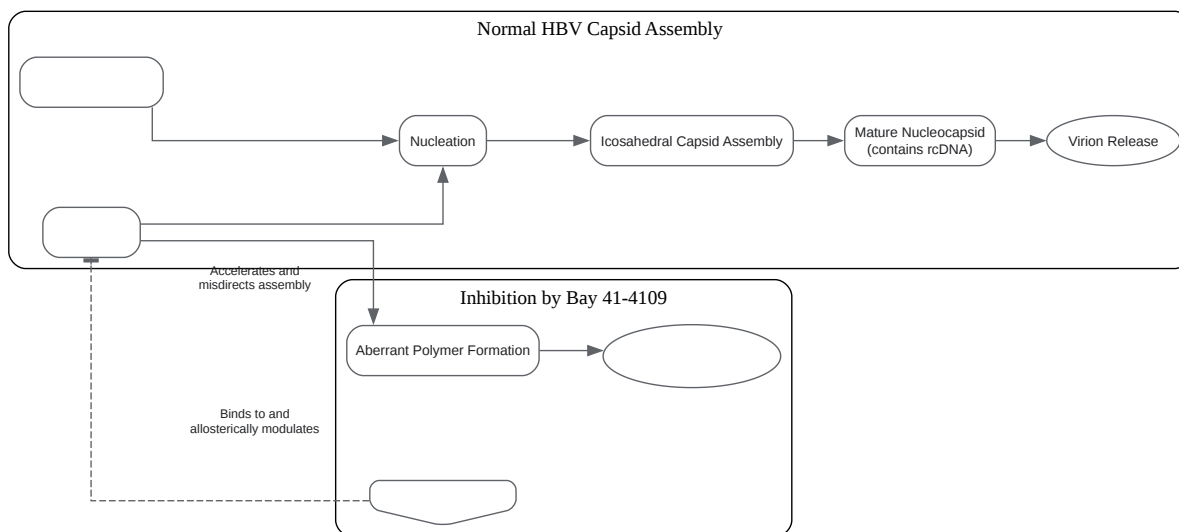 Normal HBV Capsid Assembly
Nucleation
Icosahedral Capsid Assembly
Mature Nucleocapsid
(contains rcDNA)
Virion Release
Accelerates and
misdirects assembly
Inhibition by Bay 41-4109
Aberrant Polymer Formation
Binds to and
allosterically modulates